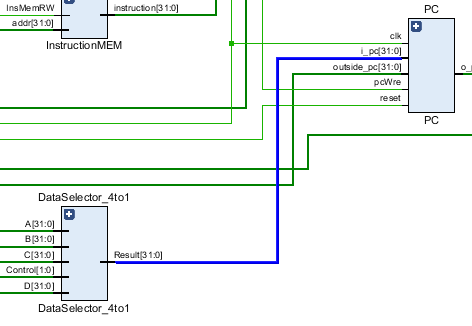 InsMemRW
instruction[31:0]
addr[31:0]
InstructionMEM
PC
clk
i_pc[31:0]
outside_pc[31:0]
o_
pcWre
reset
PC
DataSelector_4to1
A[31:0]
B[31:0]
C[31:0]
Result[31:0]
Control[1:0]
D[31:0]
DataSelector_4to1